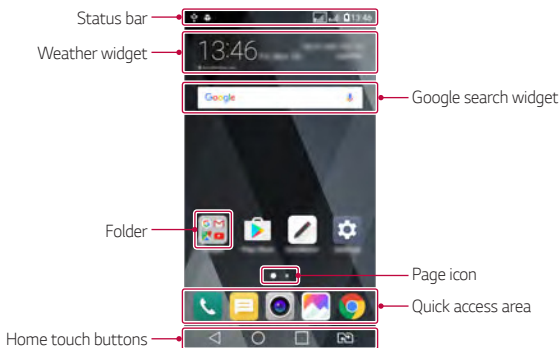 Status bar
13:46
Weather widget
13:46
Google
Google search widget
Folder
Page icon
Quick access area
Home touch buttons